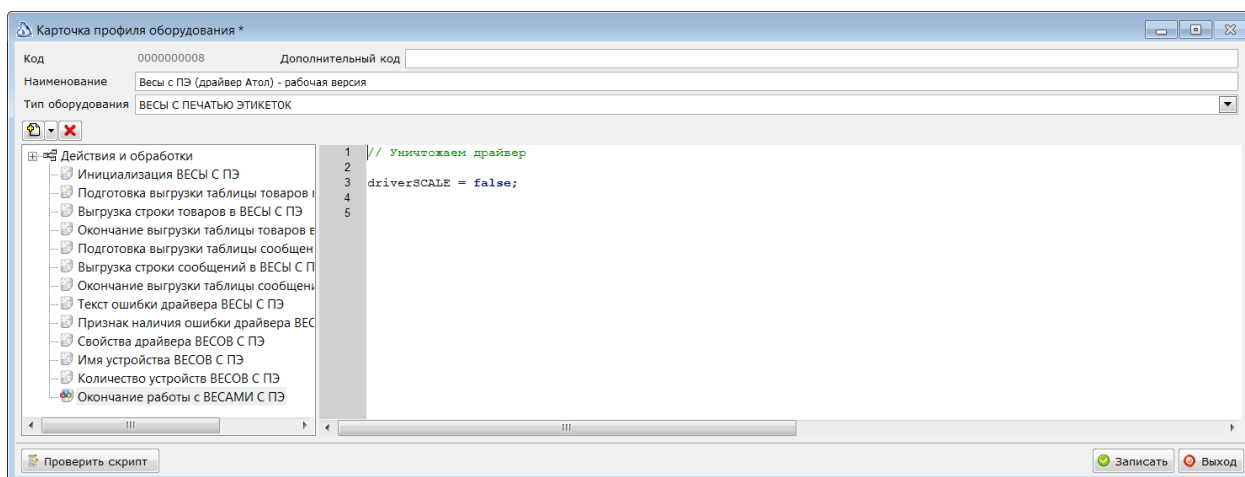 Карточка профиля оборудования *
Код 0000000008 Дополнительный код
Наименование Весы с ПЭ (драйвер Атол) - рабочая версия
Тип оборудования ВЕСЫ С ПЕЧАТЬЮ ЭТИКЕТОК
Действия и обработки
Инициализация ВЕСЫ С ПЭ
Подготовка выгрузки таблицы товаров в
Выгрузка строки товаров в ВЕСЫ С ПЭ
Окончание выгрузки таблицы товаров в
Подготовка выгрузки таблицы сообщен
Выгрузка строки сообщений в ВЕСЫ С П
Окончание выгрузки таблицы сообщени
Текст ошибки драйвера ВЕСЫ С ПЭ
Признак наличия ошибки драйвера ВЕС
Свойства драйвера ВЕСОВ С ПЭ
Имя устройства ВЕСОВ С ПЭ
Количество устройств ВЕСОВ С ПЭ
Окончание работы с ВЕСАМИ С ПЭ
1 // Уничтожаем драйвер
2
3 driverSCALE = false;
4
5
Проверить скрипт
Записать
Выход